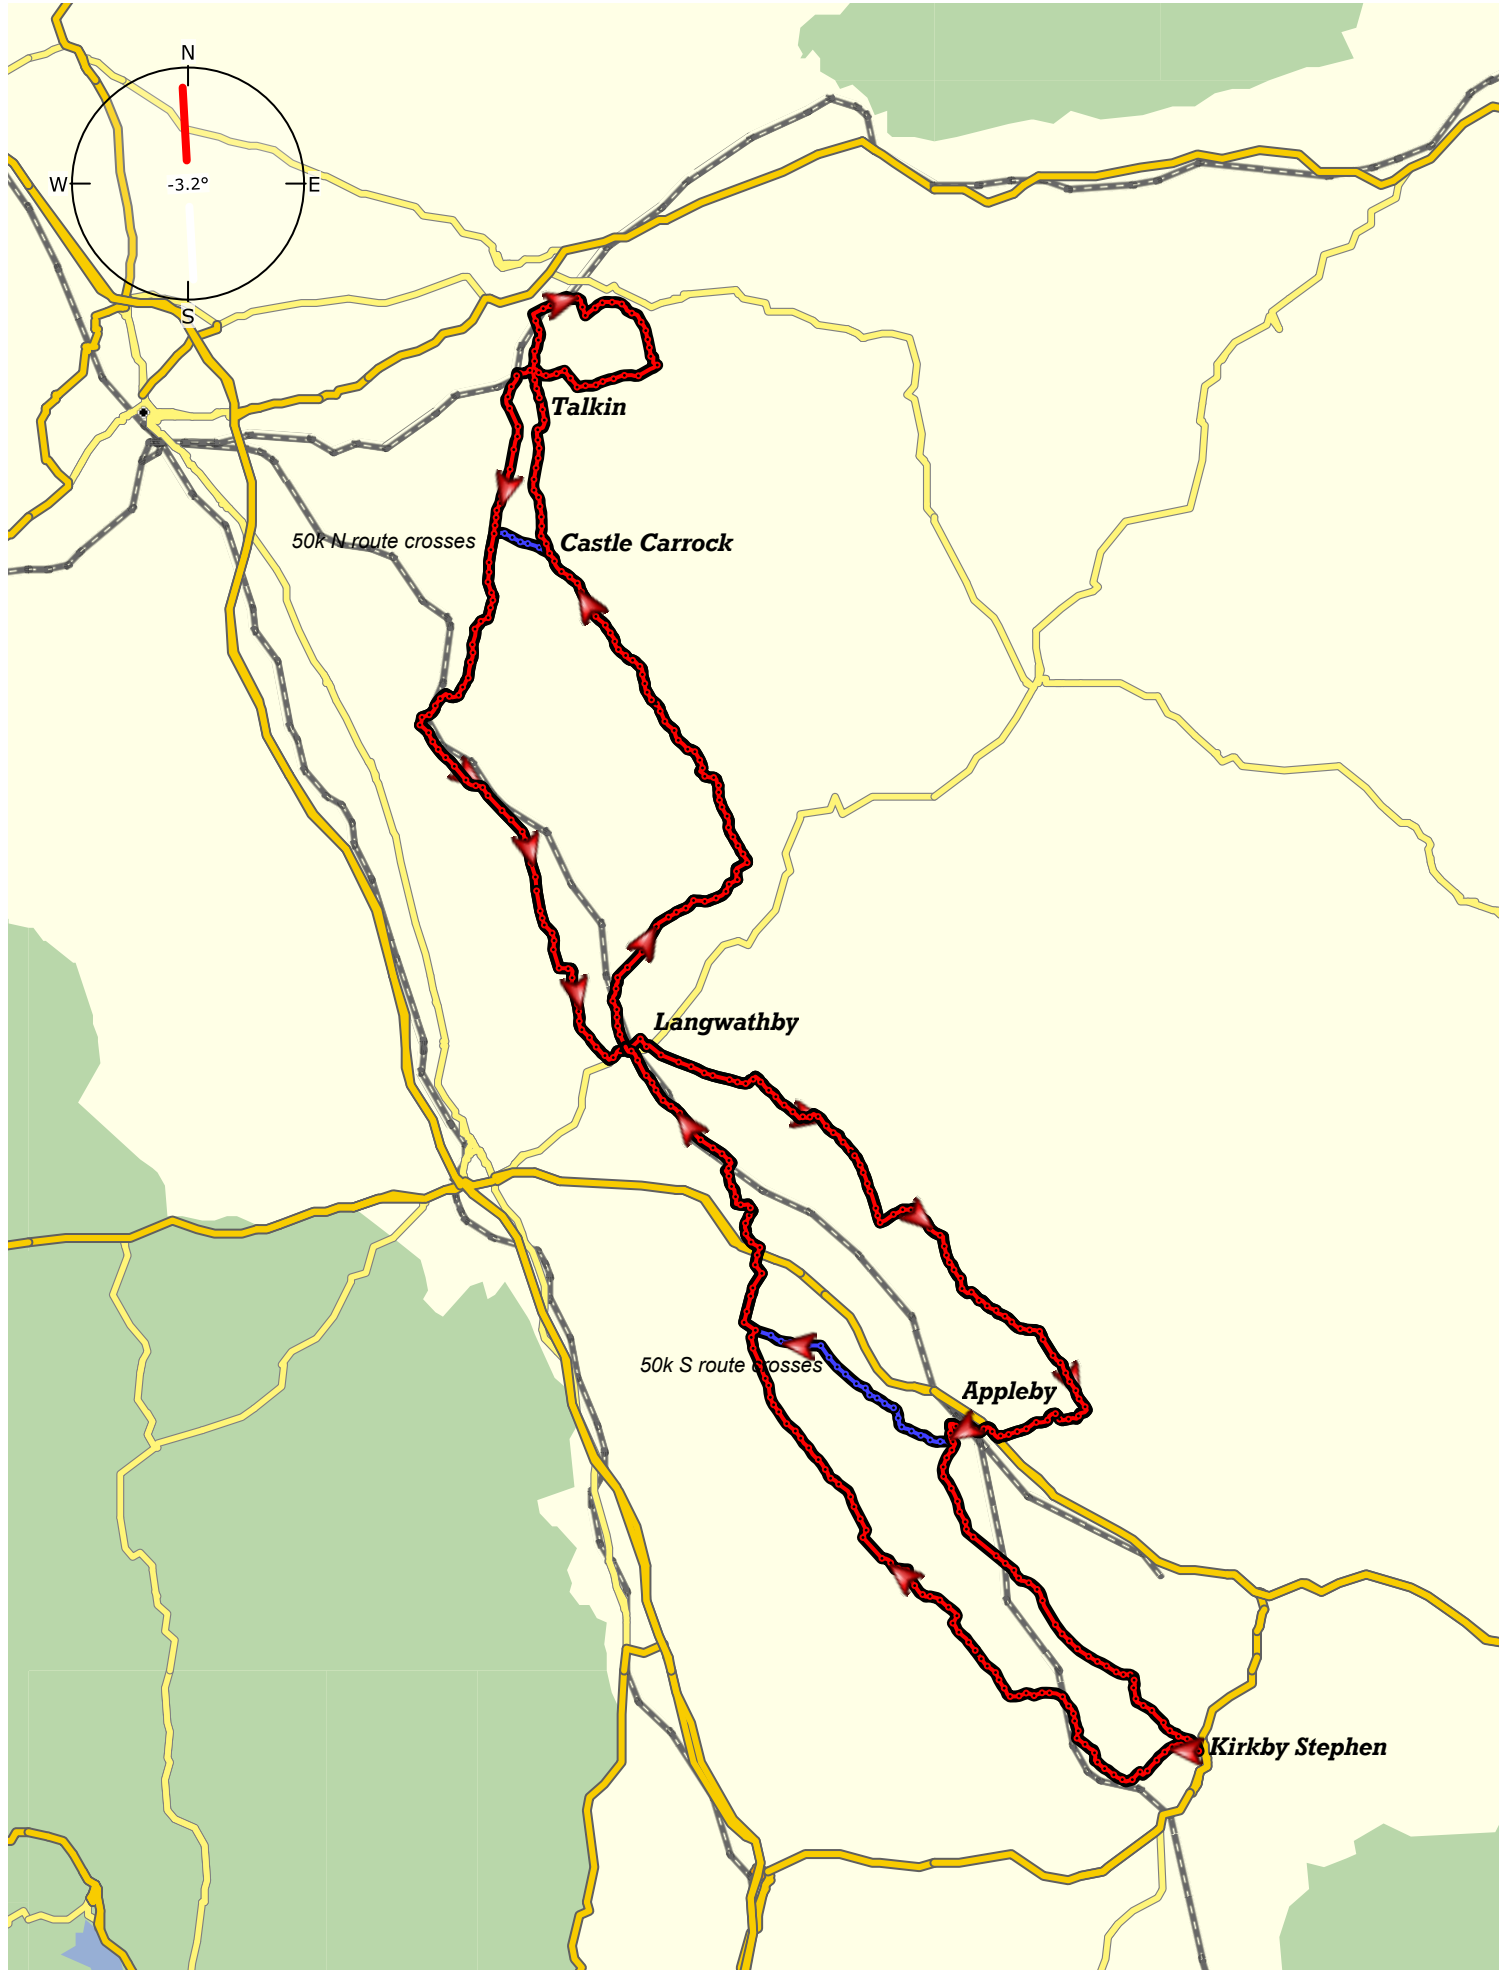 N
W
-3.2°
E
S
Talkin
50k N route crosses
Castle Carrock
Langwathby
50k S route crosses
Appleby
Kirkby Stephen